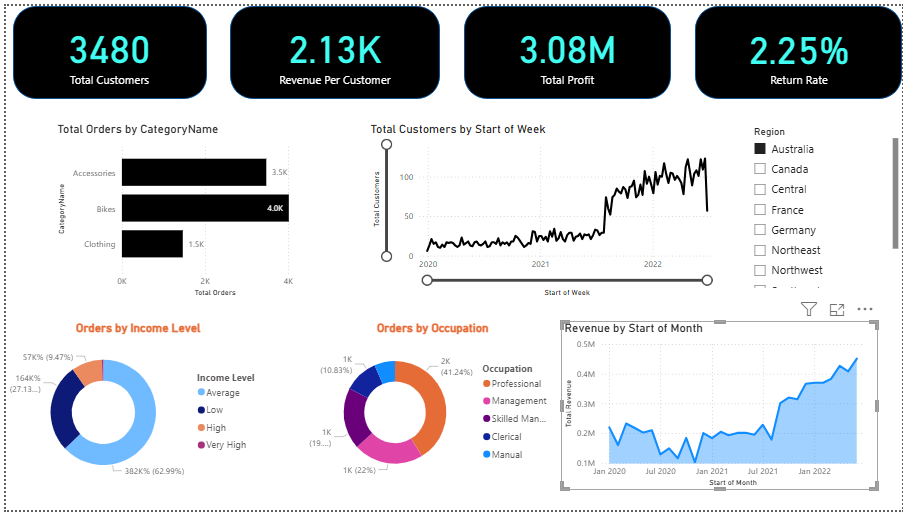 3480
Total Customers
2.13K
Revenue Per Customer
3.08M
Total Profit
2.25%
Return Rate
Total Orders by CategoryName
CategoryName
Accessories
3.5K
Bikes
4.0K
Clothing
1.5K
0K
2K
4K
Total Orders
Total Customers by Start of Week
Total Customers
100
50
0
2020
2021
2022
Start of Week
Region
Australia
Canada
Central
France
Germany
Northeast
Northwest
Orders by Income Level
57K% (9.47%)
164K%
(27.13...)
382K% (62.99%)
Income Level
Average
Low
High
Very High
Orders by Occupation
1K
(10.83%)
2K
(41.24%)
1K
(19....)
1K (22%)
Occupation
Professional
Management
Skilled Man...
Clerical
Manual
Revenue by Start of Month
Total Revenue
0.5M
0.4M
0.3M
0.2M
0.1M
Jan 2020
Jul 2020
Jan 2021
Jul 2021
Jan 2022
Start of Month